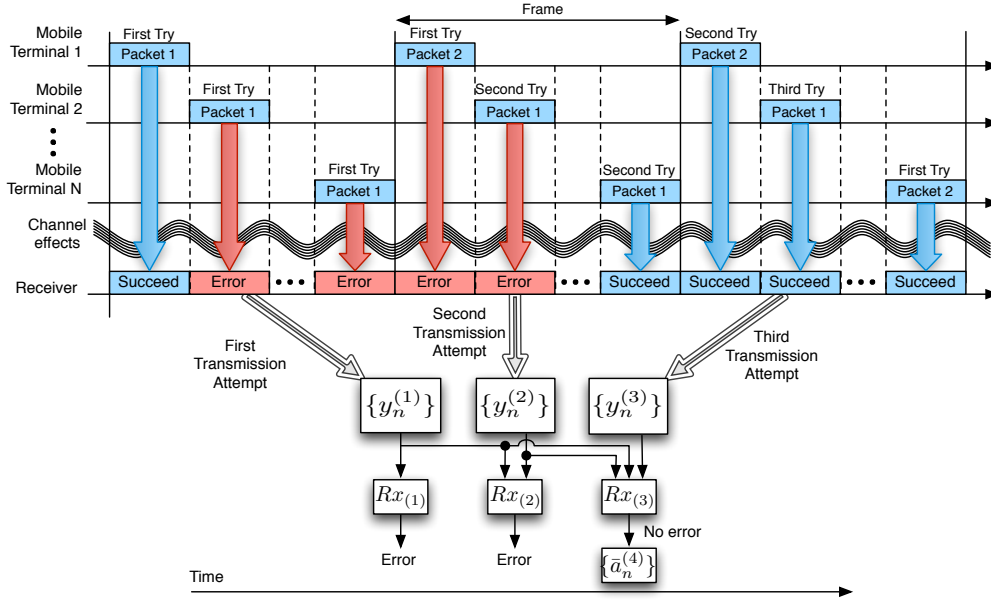 Frame
Mobile
Terminal 1
First Try
First Try
Second Try
Packet 1
Packet 2
Packet 2
Mobile
Terminal 2
First Try
Second Try
Third Try
Packet 1
Packet 1
Packet 1
Mobile
Terminal N
First Try
Second Try
First Try
Packet 1
Packet 1
Packet 2
Channel
effects
Receiver
Succeed
Error
Error
Error
Error
Succeed
Succeed
Succeed
Succeed
First
Transmission
Attempt
Second
Transmission
Attempt
Third
Transmission
Attempt
{y_n^{(1)}}
{y_n^{(2)}}
{y_n^{(3)}}
Rx_{(1)}
Rx_{(2)}
Rx_{(3)}
Error
Error
No error
{ā_n^{(4)}}
Time